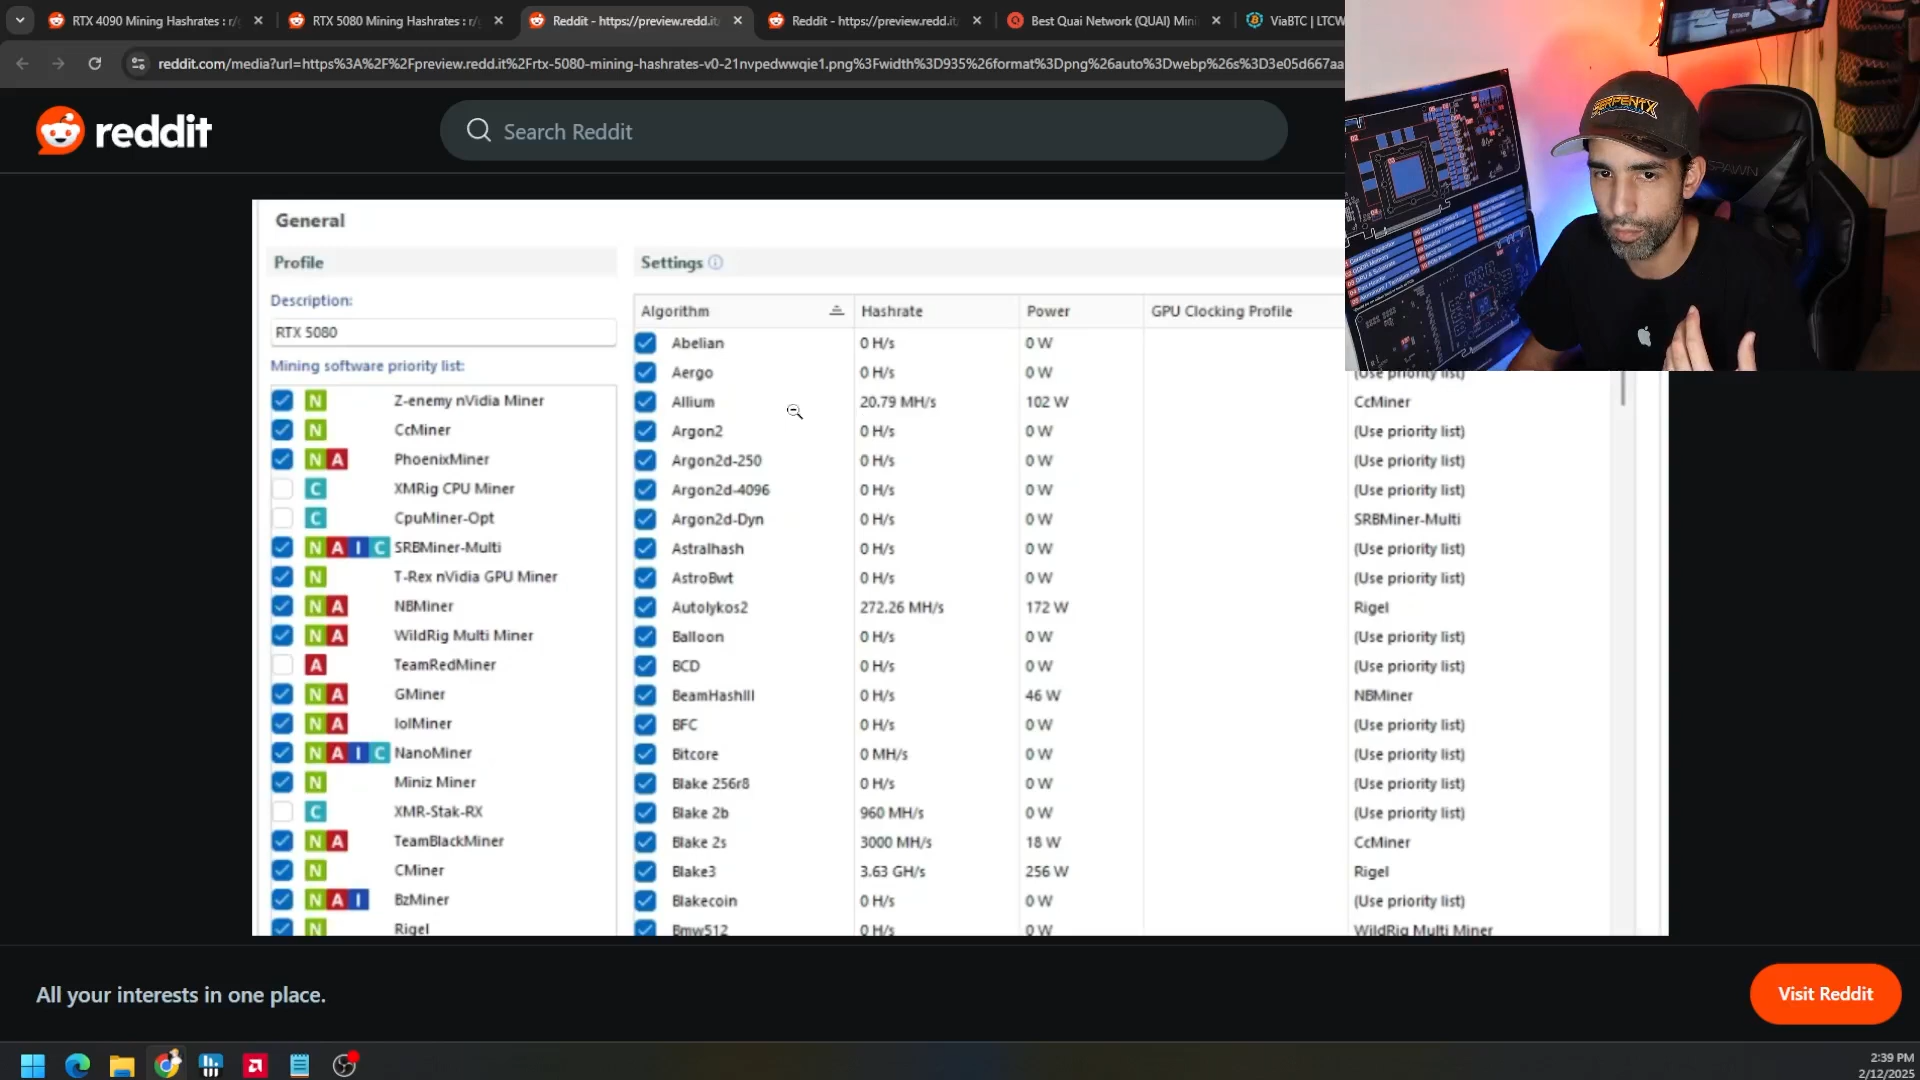 RTX 4090 Mining Hashrates : r/
RTX 5080 Mining Hashrates : r/
Reddit - https://preview.redd.it/
Reddit - https://preview.redd.it/
Best Quai Network (QUAI) Mini
ViaBTC | LTCW
reddit.com/media?url=https%3A%2F%2Fpreview.redd.it%2Frtx-5080-mining-hashrates-v0-21nvpedwwqie1.png%3Fwidth%3D935%26format%3Dpng%26auto%3Dwebp%26s%3D3e05d667aa
reddit
Search Reddit
SERPENTX
SPAWN
General
Profile
Settings
Description:
RTX 5080
Mining software priority list:
Z-enemy nVidia Miner
N
CcMiner
N
PhoenixMiner
N A
XMRig CPU Miner
C
CpuMiner-Opt
C
SRBMiner-Multi
N A I C
T-Rex nVidia GPU Miner
N
NBMiner
N A
WildRig Multi Miner
N A
TeamRedMiner
A
GMiner
N A
lolMiner
N A
NanoMiner
N A I C
Miniz Miner
N
XMR-Stak-RX
C
TeamBlackMiner
N A
CMiner
N
BzMiner
N A I
Rigel
N
Algorithm Hashrate Power GPU Clocking Profile
Abelian 0 H/s 0 W
Aergo 0 H/s 0 W (Use priority list)
Allium 20.79 MH/s 102 W CcMiner
Argon2 0 H/s 0 W (Use priority list)
Argon2d-250 0 H/s 0 W (Use priority list)
Argon2d-4096 0 H/s 0 W (Use priority list)
Argon2d-Dyn 0 H/s 0 W SRBMiner-Multi
Astralhash 0 H/s 0 W (Use priority list)
AstroBwt 0 H/s 0 W (Use priority list)
Autolykos2 272.26 MH/s 172 W Rigel
Balloon 0 H/s 0 W (Use priority list)
BCD 0 H/s 0 W (Use priority list)
BeamHashIII 0 H/s 46 W NBMiner
BFC 0 H/s 0 W (Use priority list)
Bitcore 0 MH/s 0 W (Use priority list)
Blake 256r8 0 H/s 0 W (Use priority list)
Blake 2b 960 MH/s 0 W (Use priority list)
Blake 2s 3000 MH/s 18 W CcMiner
Blake3 3.63 GH/s 256 W Rigel
Blakecoin 0 H/s 0 W (Use priority list)
Bmw512 0 H/s 0 W WildRig Multi Miner
All your interests in one place.
Visit Reddit
2:39 PM
2/12/2025